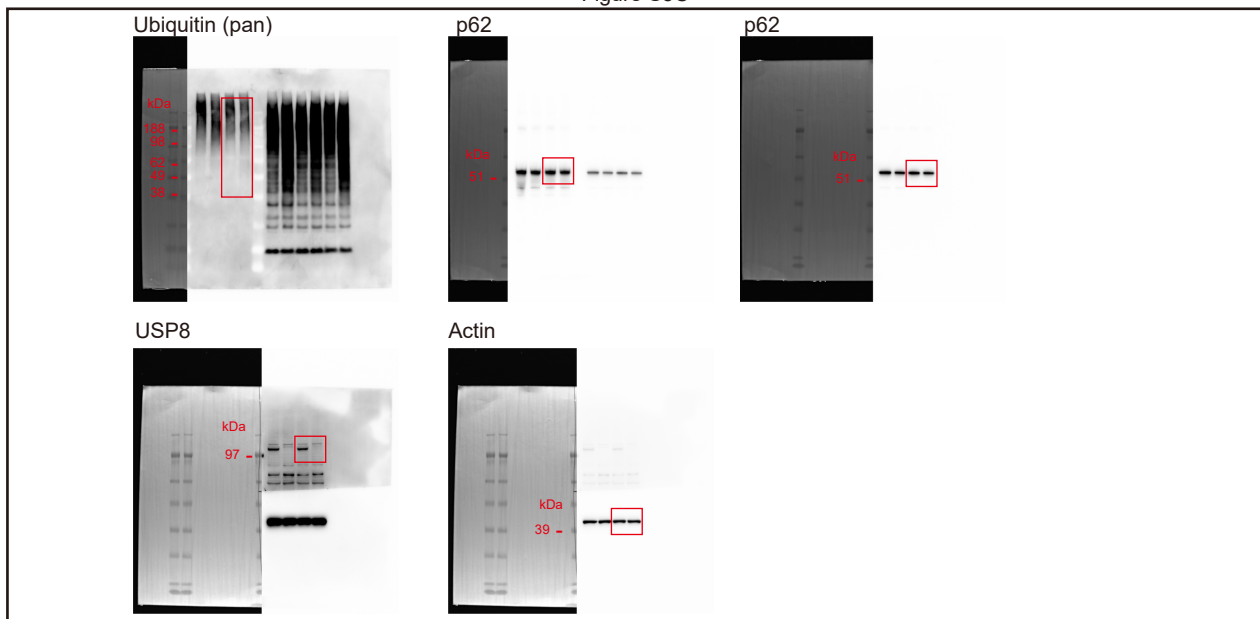 Ubiquitin (pan)
kDa
188
98
62
49
38
p62
kDa
51
p62
kDa
51
USP8
kDa
97
Actin
kDa
39